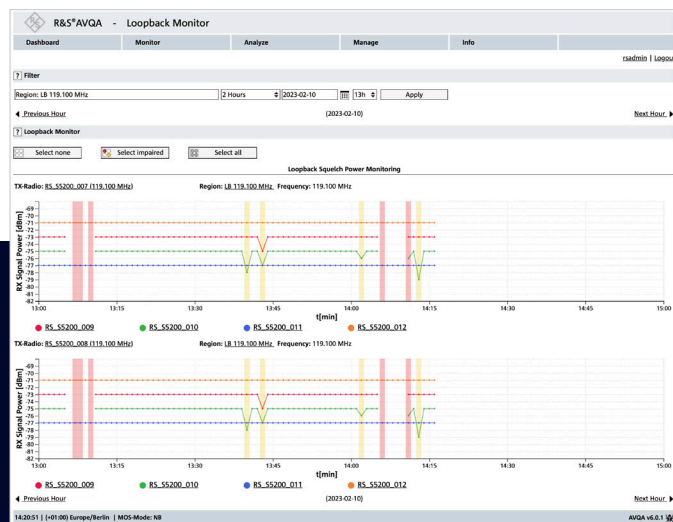 R&S®AVQA - Loopback Monitor
Dashboard Monitor Analyze Manage Info
rsadmin | Logou
? Filter
Region: LB 119.100 MHz 2 Hours 2023-02-10 13h Apply
Previous Hour (2023-02-10) Next Hour
? Loopback Monitor
Select none Select impaired Select all
Loopback Squelch Power Monitoring
TX-Radio: RS_S5200_007 (119.100 MHz) Region: LB 119.100 MHz Frequency: 119.100 MHz
RX Signal Power [dBm]
-69
-70
-71
-72
-73
-74
-75
-76
-77
-78
-79
-80
-81
-82
13:00 13:15 13:30 13:45 14:00 14:15 14:30 14:45 15:00
t[min]
RS_S5200_009 RS_S5200_010 RS_S5200_011 RS_S5200_012
TX-Radio: RS_S5200_008 (119.100 MHz) Region: LB 119.100 MHz Frequency: 119.100 MHz
RX Signal Power [dBm]
-69
-70
-71
-72
-73
-74
-75
-76
-77
-78
-79
-80
-81
-82
13:00 13:15 13:30 13:45 14:00 14:15 14:30 14:45 15:00
t[min]
RS_S5200_009 RS_S5200_010 RS_S5200_011 RS_S5200_012
Previous Hour (2023-02-10) Next Hour
14:20:51 | (+01:00) Europe/Berlin | MOS-Mode: NB AVQA v6.0.1